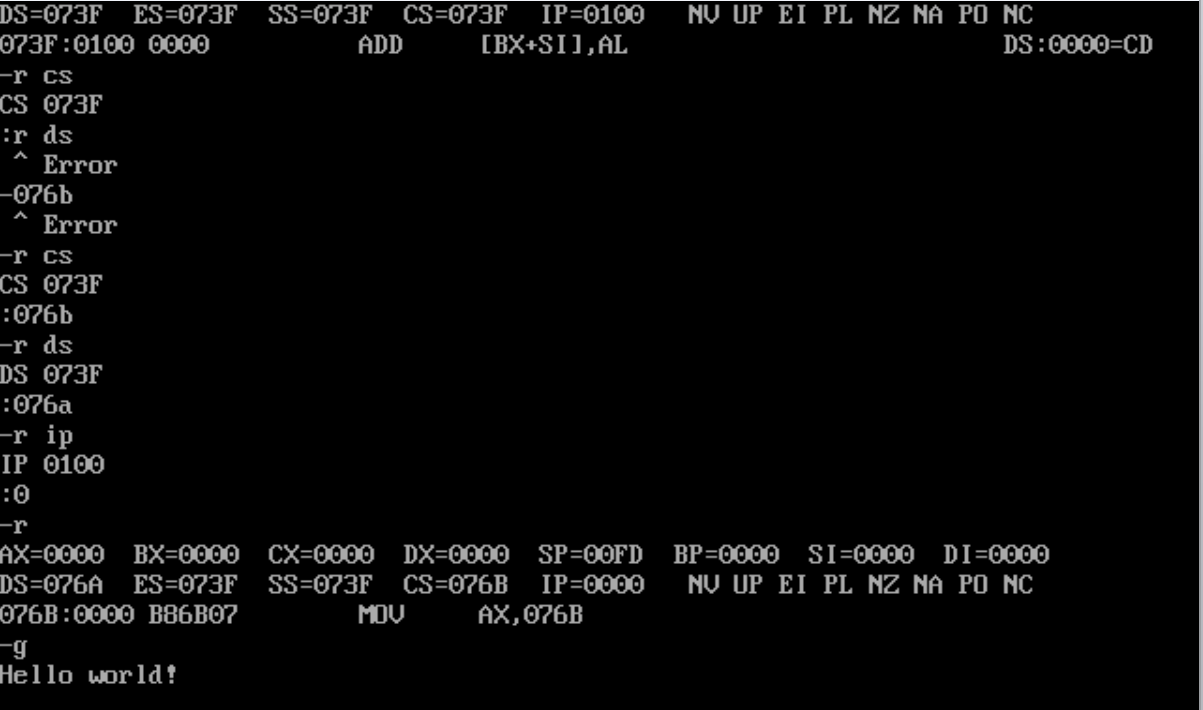 DS=073F ES=073F SS=073F CS=073F IP=0100 NV UP EI PL NZ NA PO NC
073F:0100 0000 ADD [BX+SI],AL DS:0000=CD
-r cs
CS 073F
:r ds
^ Error
-076b
^ Error
-r cs
CS 073F
:076b
-r ds
DS 073F
:076a
-r ip
IP 0100
:0
-r
AX=0000 BX=0000 CX=0000 DX=0000 SP=00FD BP=0000 SI=0000 DI=0000
DS=076A ES=073F SS=073F CS=076B IP=0000 NV UP EI PL NZ NA PO NC
076B:0000 B86B07 MOV AX,076B
-g
Hello world!